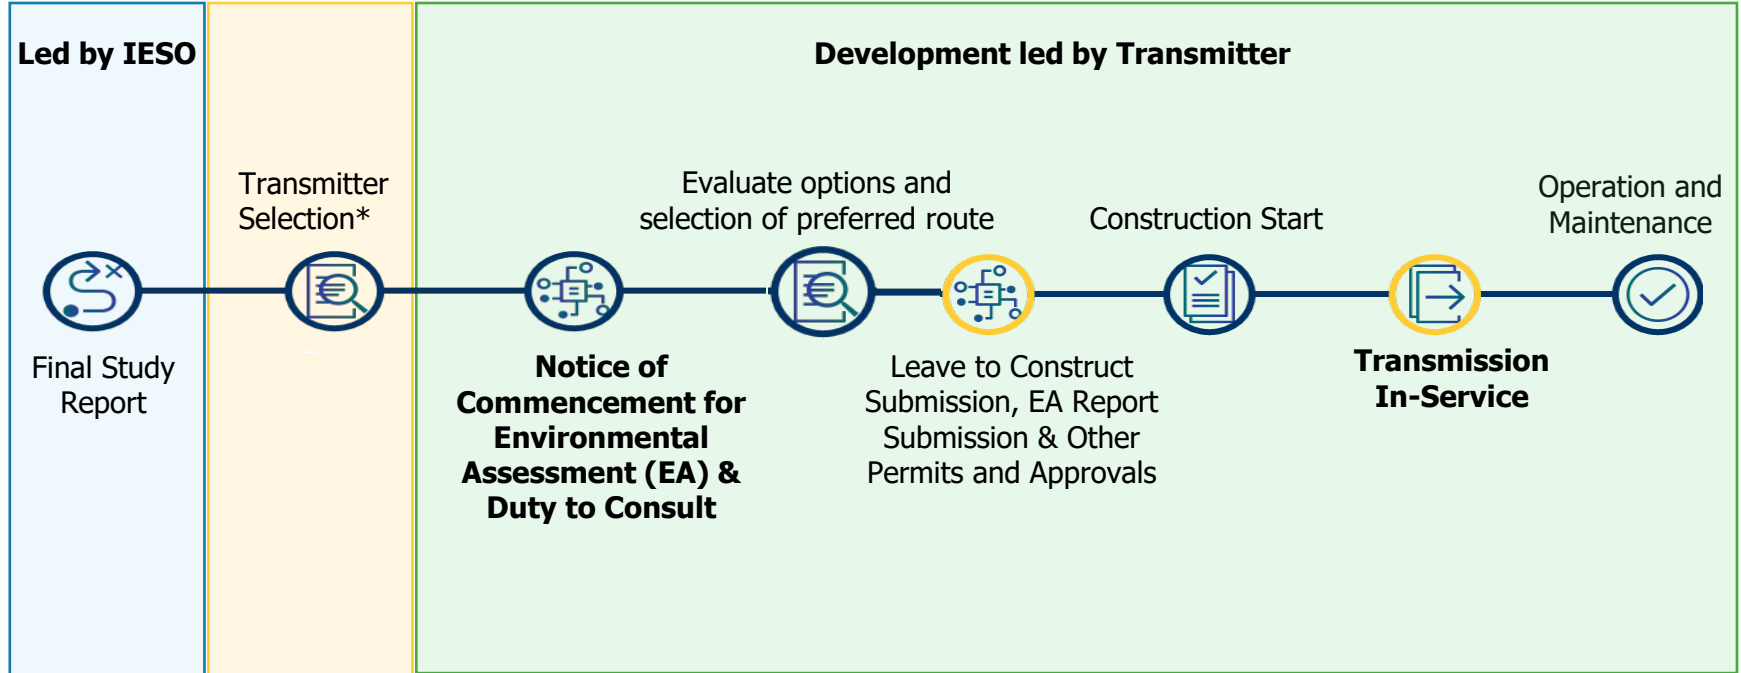 Led by IESO
Development led by Transmitter
Final Study
Report
Transmitter
Selection*
Notice of
Commencement for
Environmental
Assessment (EA) &
Duty to Consult
Evaluate options and
selection of preferred route
Leave to Construct
Submission, EA Report
Submission & Other
Permits and Approvals
Construction Start
Transmission
In-Service
Operation and
Maintenance